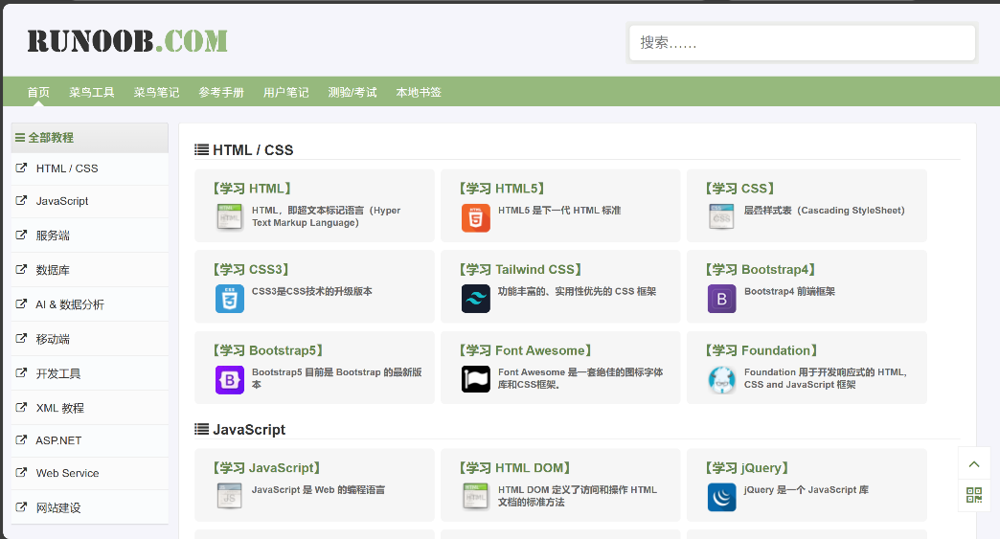 RUNOOB.COM
搜索……
首页 菜鸟工具 菜鸟笔记 参考手册 用户笔记 测验/考试 本地书签
全部教程
HTML / CSS
JavaScript
服务端
数据库
AI & 数据分析
移动端
开发工具
XML 教程
ASP.NET
Web Service
网站建设
HTML / CSS
【学习 HTML】
HTML，即超文本标记语言（Hyper
Text Markup Language）
【学习 HTML5】
HTML5 是下一代 HTML 标准
【学习 CSS】
层叠样式表（Cascading StyleSheet）
【学习 CSS3】
CSS3是CSS技术的升级版本
【学习 Tailwind CSS】
功能丰富的、实用性优先的 CSS 框架
【学习 Bootstrap4】
Bootstrap4 前端框架
【学习 Bootstrap5】
Bootstrap5 目前是 Bootstrap 的最新版
本
【学习 Font Awesome】
Font Awesome 是一套绝佳的图标字体
库和CSS框架。
【学习 Foundation】
Foundation 用于开发响应式的 HTML,
CSS and JavaScript 框架
JavaScript
【学习 JavaScript】
JavaScript 是 Web 的编程语言
【学习 HTML DOM】
HTML DOM 定义了访问和操作 HTML
文档的标准方法
【学习 jQuery】
jQuery 是一个 JavaScript 库